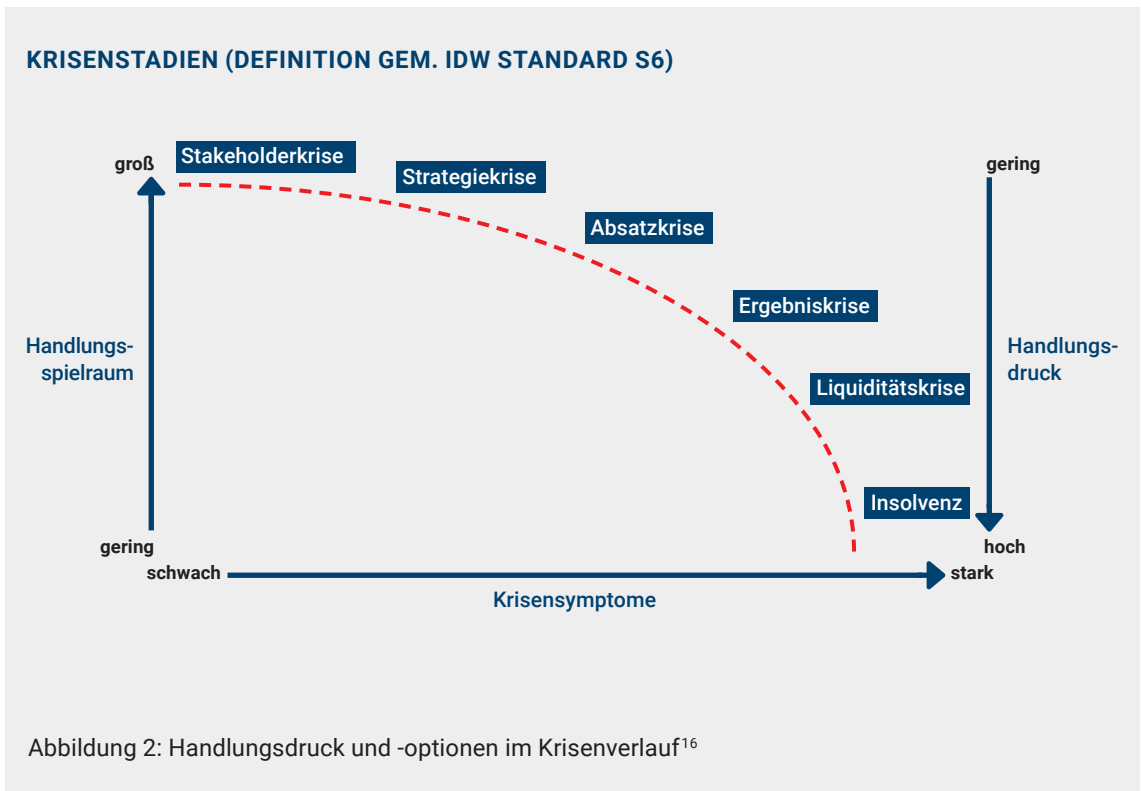 KRISENSTADIEN (DEFINITION GEM. IDW STANDARD S6)
groß
Stakeholderkrise
Strategiekrise
gering
Absatzkrise
Ergebniskrise
Handlungs-
spielraum
Handlungs-
druck
Liquiditätskrise
Insolvenz
gering
hoch
schwach
stark
Krisensymptome
Abbildung 2: Handlungsdruck und -optionen im Krisenverlauf¹⁶